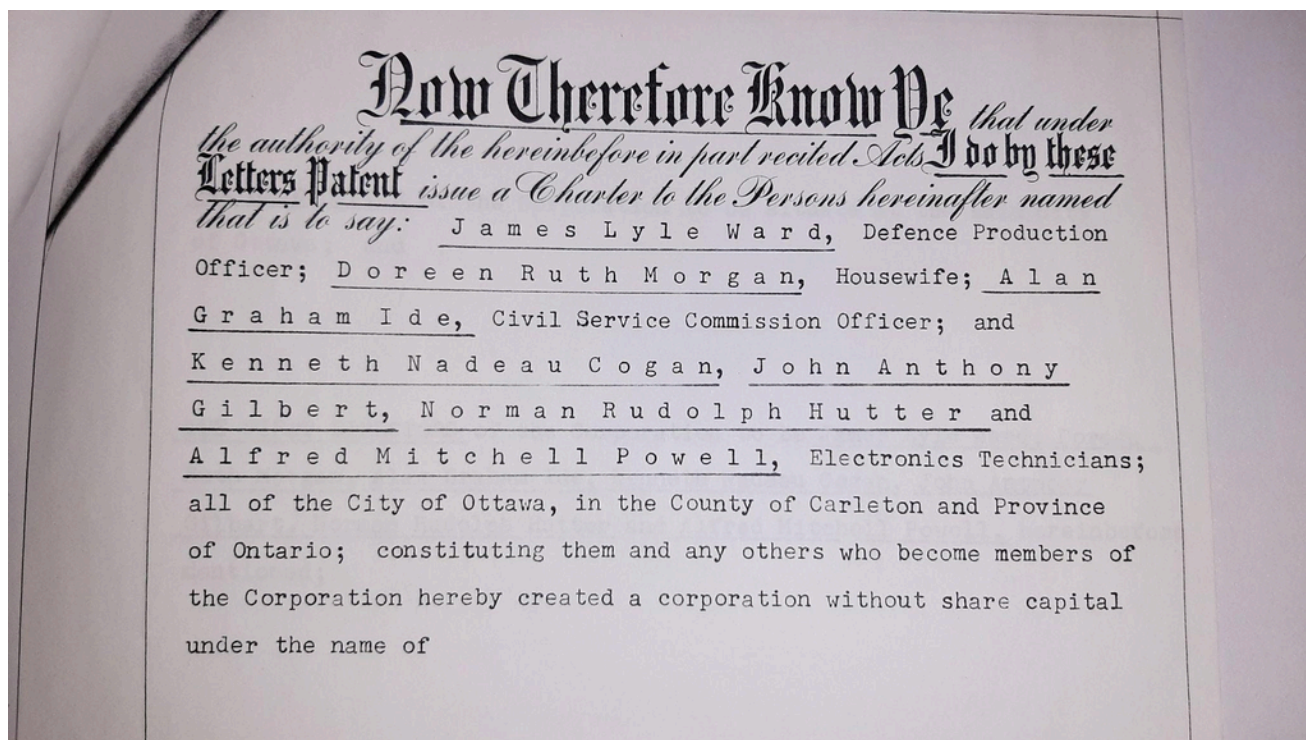 Now Therefore Know Ye that under
the authority of the hereinbefore in part recited Acts I do by these
Letters Patent issue a Charter to the Persons hereinafter named
that is to say: James Lyle Ward, Defence Production
Officer; Doreen Ruth Morgan, Housewife; Alan
Graham Ide, Civil Service Commission Officer; and
Kenneth Nadeau Cogan, John Anthony
Gilbert, Norman Rudolph Hutter and
Alfred Mitchell Powell, Electronics Technicians;
all of the City of Ottawa, in the County of Carleton and Province
of Ontario; constituting them and any others who become members of
the Corporation hereby created a corporation without share capital
under the name of